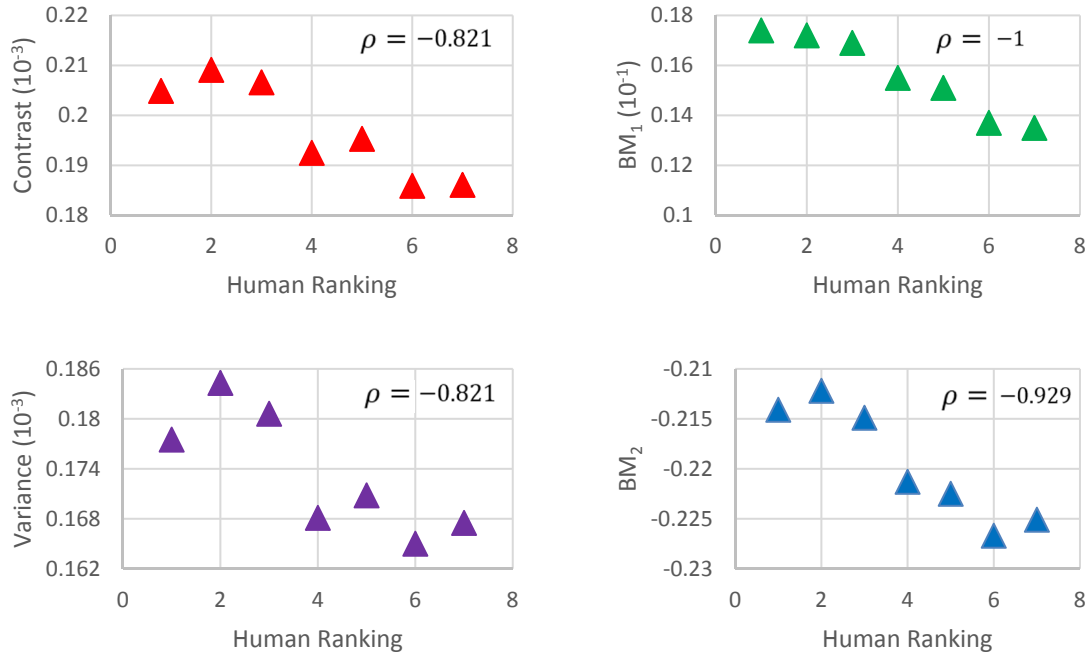 Contrast (10⁻³)
0.22
0.21
0.2
0.19
0.18
0 2 4 6 8
Human Ranking
ρ = −0.821
BM₁ (10⁻¹)
0.18
0.16
0.14
0.12
0.1
0 2 4 6 8
Human Ranking
ρ = −1
Variance (10⁻³)
0.186
0.18
0.174
0.168
0.162
0 2 4 6 8
Human Ranking
ρ = −0.821
BM₂
-0.21
-0.215
-0.22
-0.225
-0.23
0 2 4 6 8
Human Ranking
ρ = −0.929